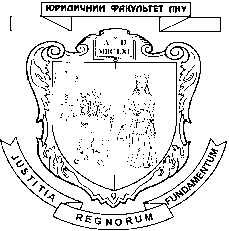 ЮРИДИЧНИЙ ФАКУЛЬТЕТ ПНУ
A D
JUSTITIA REGNORUM FUNDAMENTUM